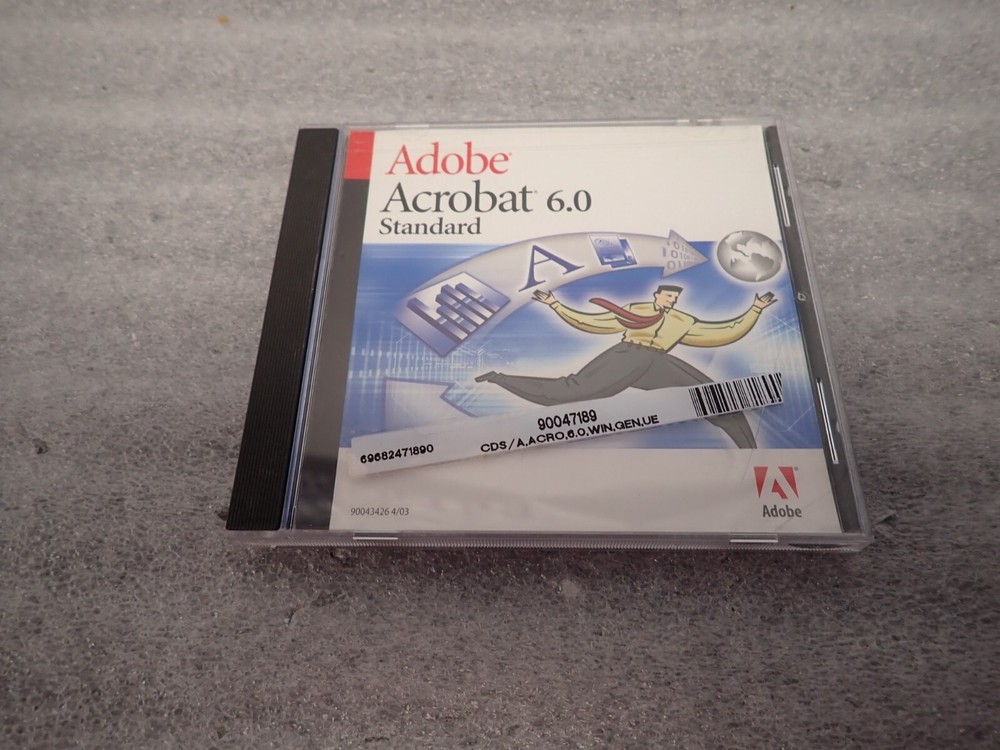 Adobe®
Acrobat® 6.0
Standard
A
90047189
69682471890
CDS/A,ACRO,6.0,WIN,GEN,UE
90043426 4/03
Adobe